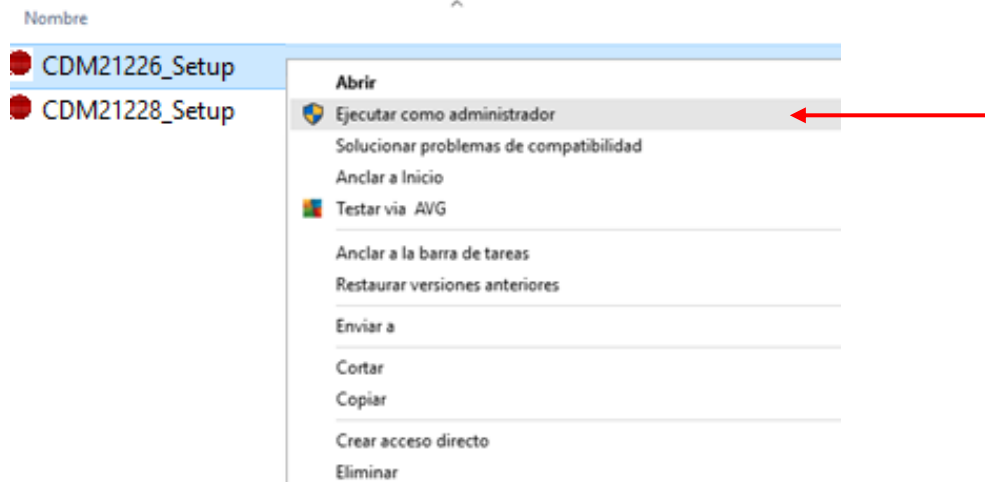 Nombre
CDM21226_Setup
CDM21228_Setup
Abrir
Ejecutar como administrador
Solucionar problemas de compatibilidad
Anclar a Inicio
Testar via AVG
Anclar a la barra de tareas
Restaurar versiones anteriores
Enviar a
Cortar
Copiar
Crear acceso directo
Eliminar